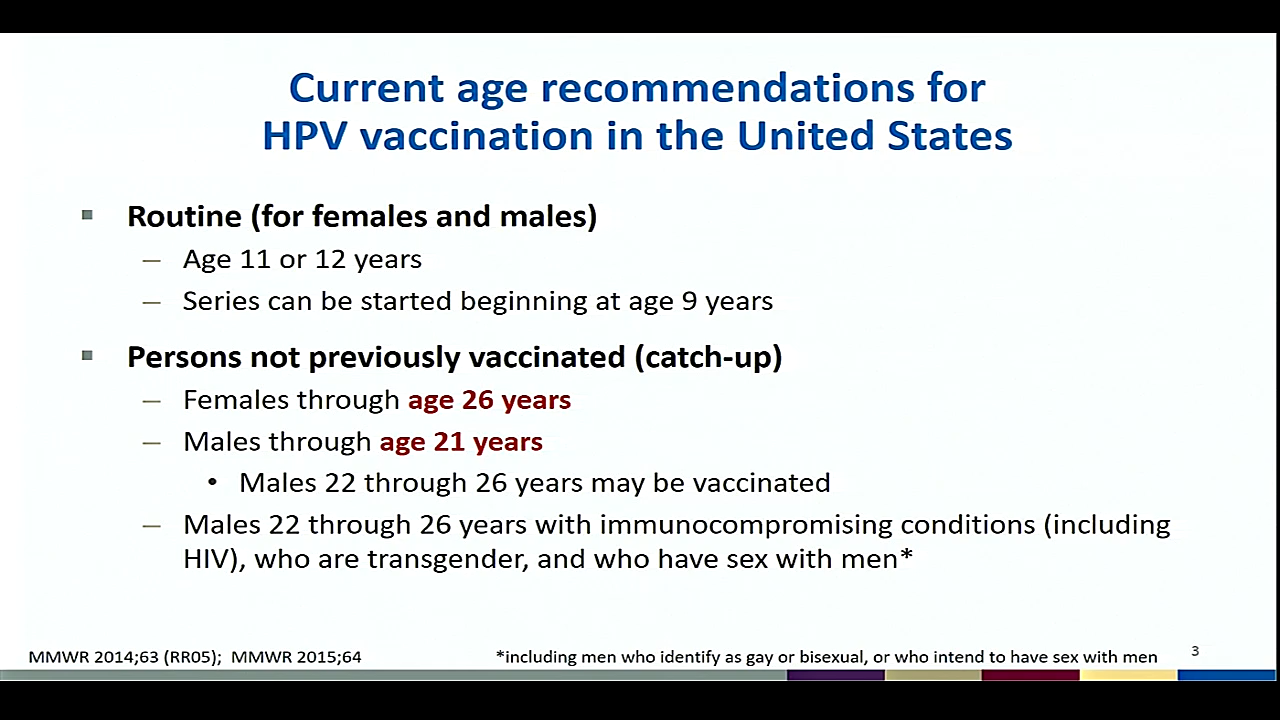 Current age recommendations for
HPV vaccination in the United States
▪ Routine (for females and males)
– Age 11 or 12 years
– Series can be started beginning at age 9 years
▪ Persons not previously vaccinated (catch-up)
– Females through age 26 years
– Males through age 21 years
• Males 22 through 26 years may be vaccinated
– Males 22 through 26 years with immunocompromising conditions (including
HIV), who are transgender, and who have sex with men*
MMWR 2014;63 (RR05); MMWR 2015;64
*including men who identify as gay or bisexual, or who intend to have sex with men
3